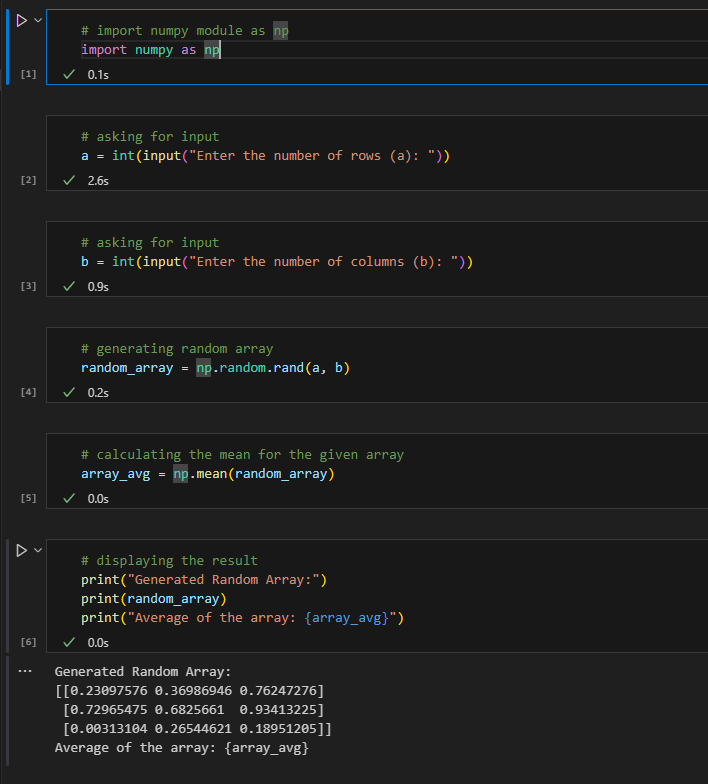 # import numpy module as np
import numpy as np
[1] 0.1s
# asking for input
a = int(input("Enter the number of rows (a): "))
[2] 2.6s
# asking for input
b = int(input("Enter the number of columns (b): "))
[3] 0.9s
# generating random array
random_array = np.random.rand(a, b)
[4] 0.2s
# calculating the mean for the given array
array_avg = np.mean(random_array)
[5] 0.0s
# displaying the result
print("Generated Random Array:")
print(random_array)
print("Average of the array: {array_avg}")
[6] 0.0s
... Generated Random Array:
[[0.23097576 0.36986946 0.76247276]
[0.72965475 0.6825661  0.93413225]
[0.00313104 0.26544621 0.18951205]]
Average of the array: {array_avg}